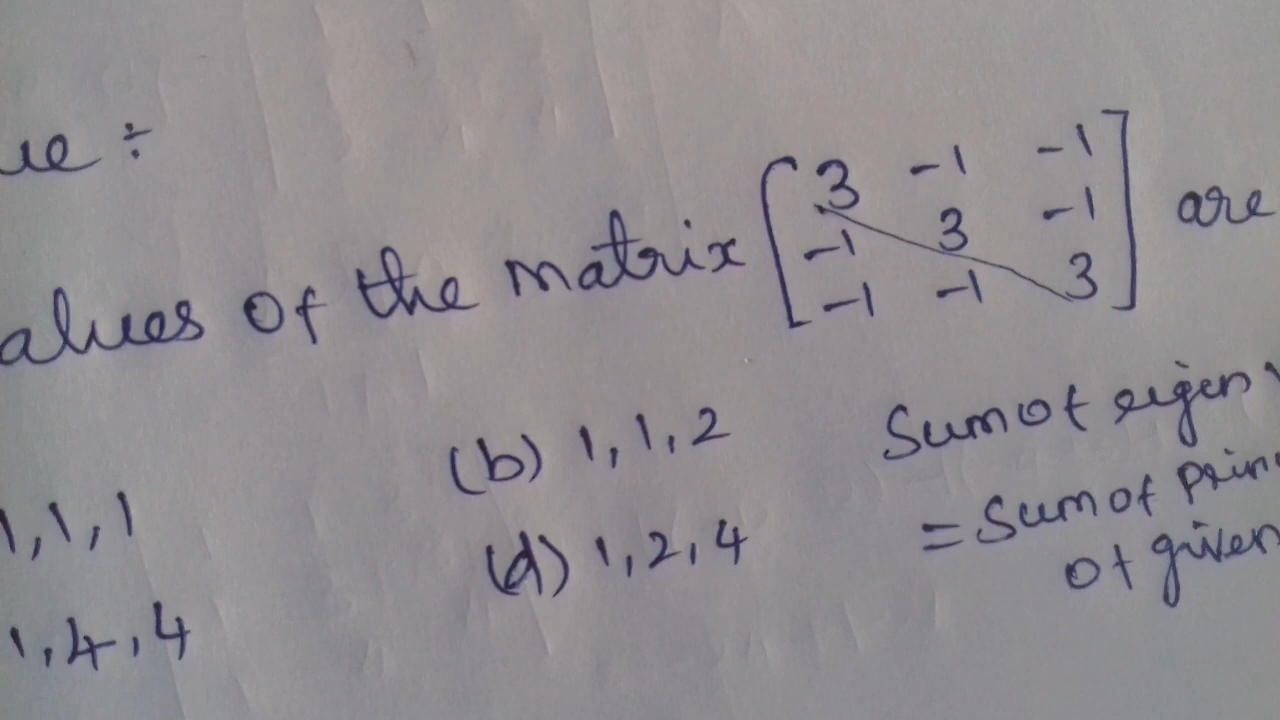 ue ÷
alues of the matrix [3 -1 -1
-1 3 -1
-1 -1 3] are
1,1,1 (b) 1,1,2
1,4,4 (d) 1,2,4
Sum of eigen v
= Sum of prin
of given